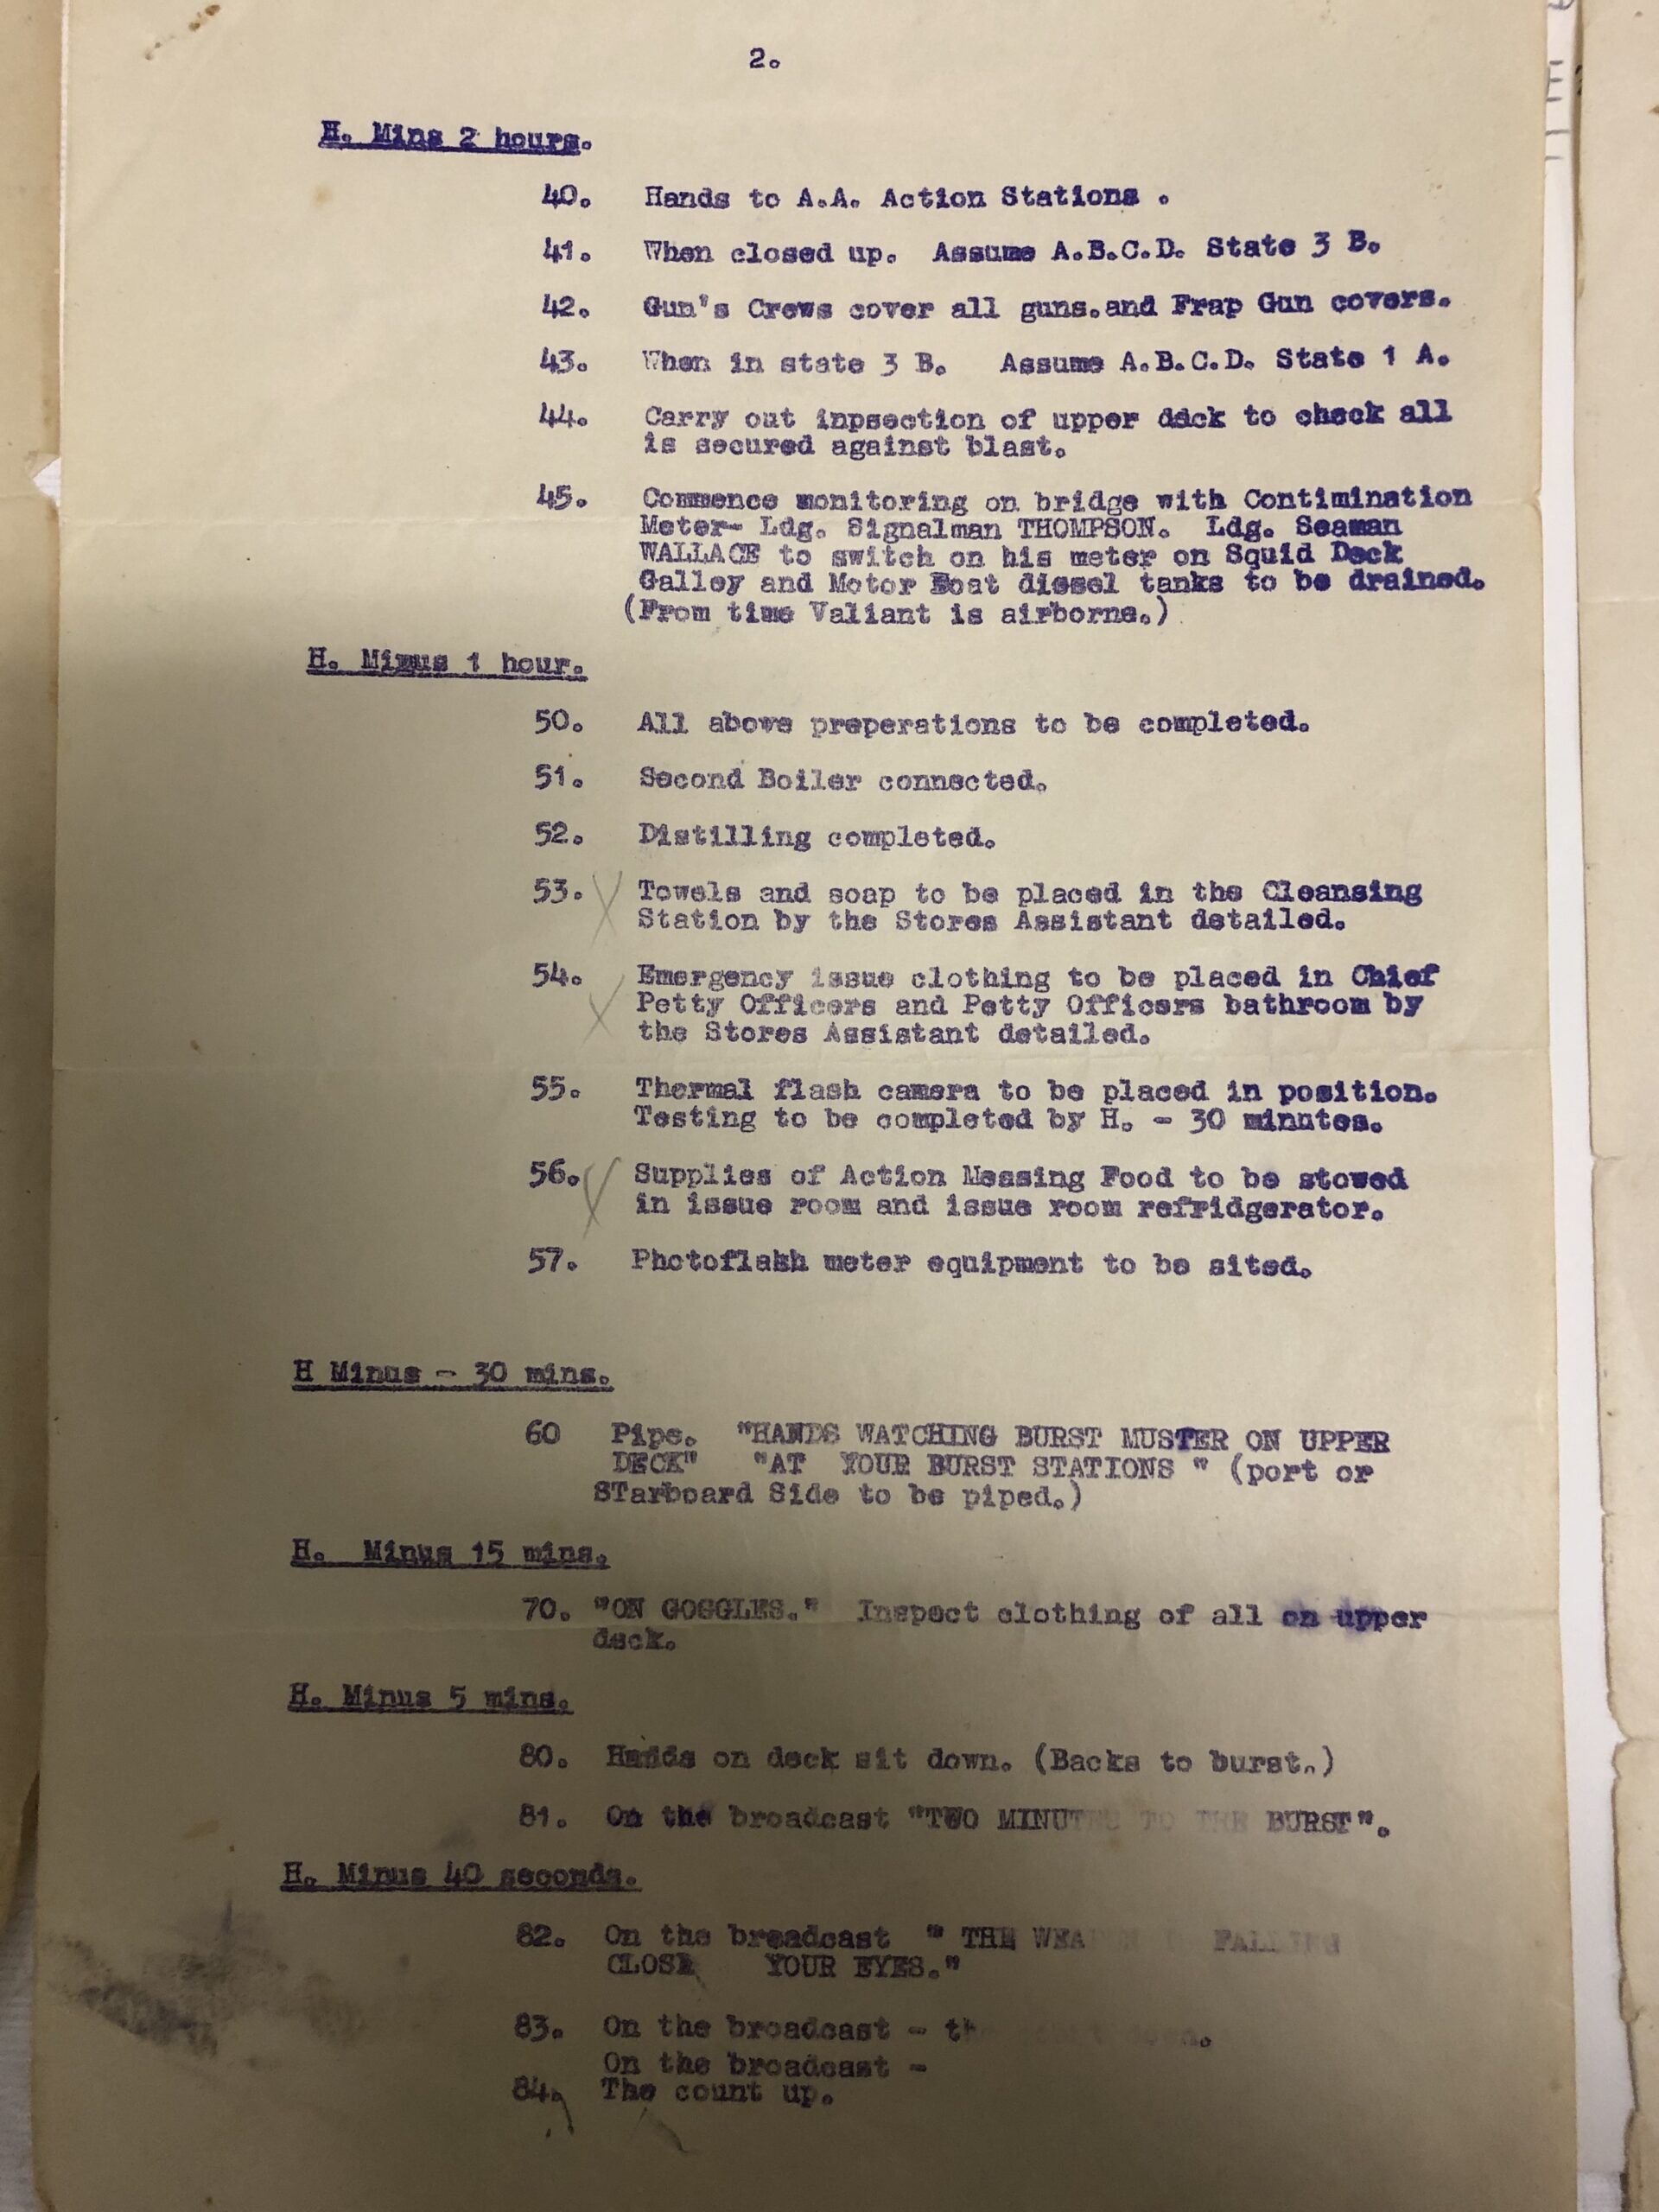 2.
H. Mins 2 hours.
40. Hands to A.A. Action Stations .
41. When closed up. Assume A.B.C.D. State 3 B.
42. Gun's Crews cover all guns.and Frap Gun covers.
43. When in state 3 B. Assume A.B.C.D. State 1 A.
44. Carry out inpsection of upper deck to check all
is secured against blast.
45. Commence monitoring on bridge with Contimination
Meter- Ldg. Signalman THOMPSON. Ldg. Seaman
WALLACE to switch on his meter on Squid Deck
Galley and Motor Boat diesel tanks to be drained.
(From time Valiant is airborne.)
H. Minus 1 hour.
50. All above preperations to be completed.
51. Second Boiler connected.
52. Distilling completed.
53. Towels and soap to be placed in the Cleansing
Station by the Stores Assistant detailed.
54. Emergency issue clothing to be placed in Chief
Petty Officers and Petty Officers bathroom by
the Stores Assistant detailed.
55. Thermal flash camera to be placed in position.
Testing to be completed by H. - 30 minutes.
56. Supplies of Action Messing Food to be stowed
in issue room and issue room refridgerator.
57. Photoflash meter equipment to be sited.
H Minus - 30 mins.
60 Pipe. "HANDS WATCHING BURST MUSTER ON UPPER
DECK" "AT YOUR BURST STATIONS " (port or
STarboard Side to be piped.)
H. Minus 15 mins.
70. "ON GOGGLES." Inspect clothing of all on upper
deck.
H. Minus 5 mins.
80. Hands on deck sit down. (Backs to burst.)
81. On the broadcast "TWO MINUTES TO THE BURST".
H. Minus 40 seconds.
82. On the broadcast " THE FALLING
CLOSE YOUR EYES."
83. On the broadcast -
On the broadcast -
84. The count up.